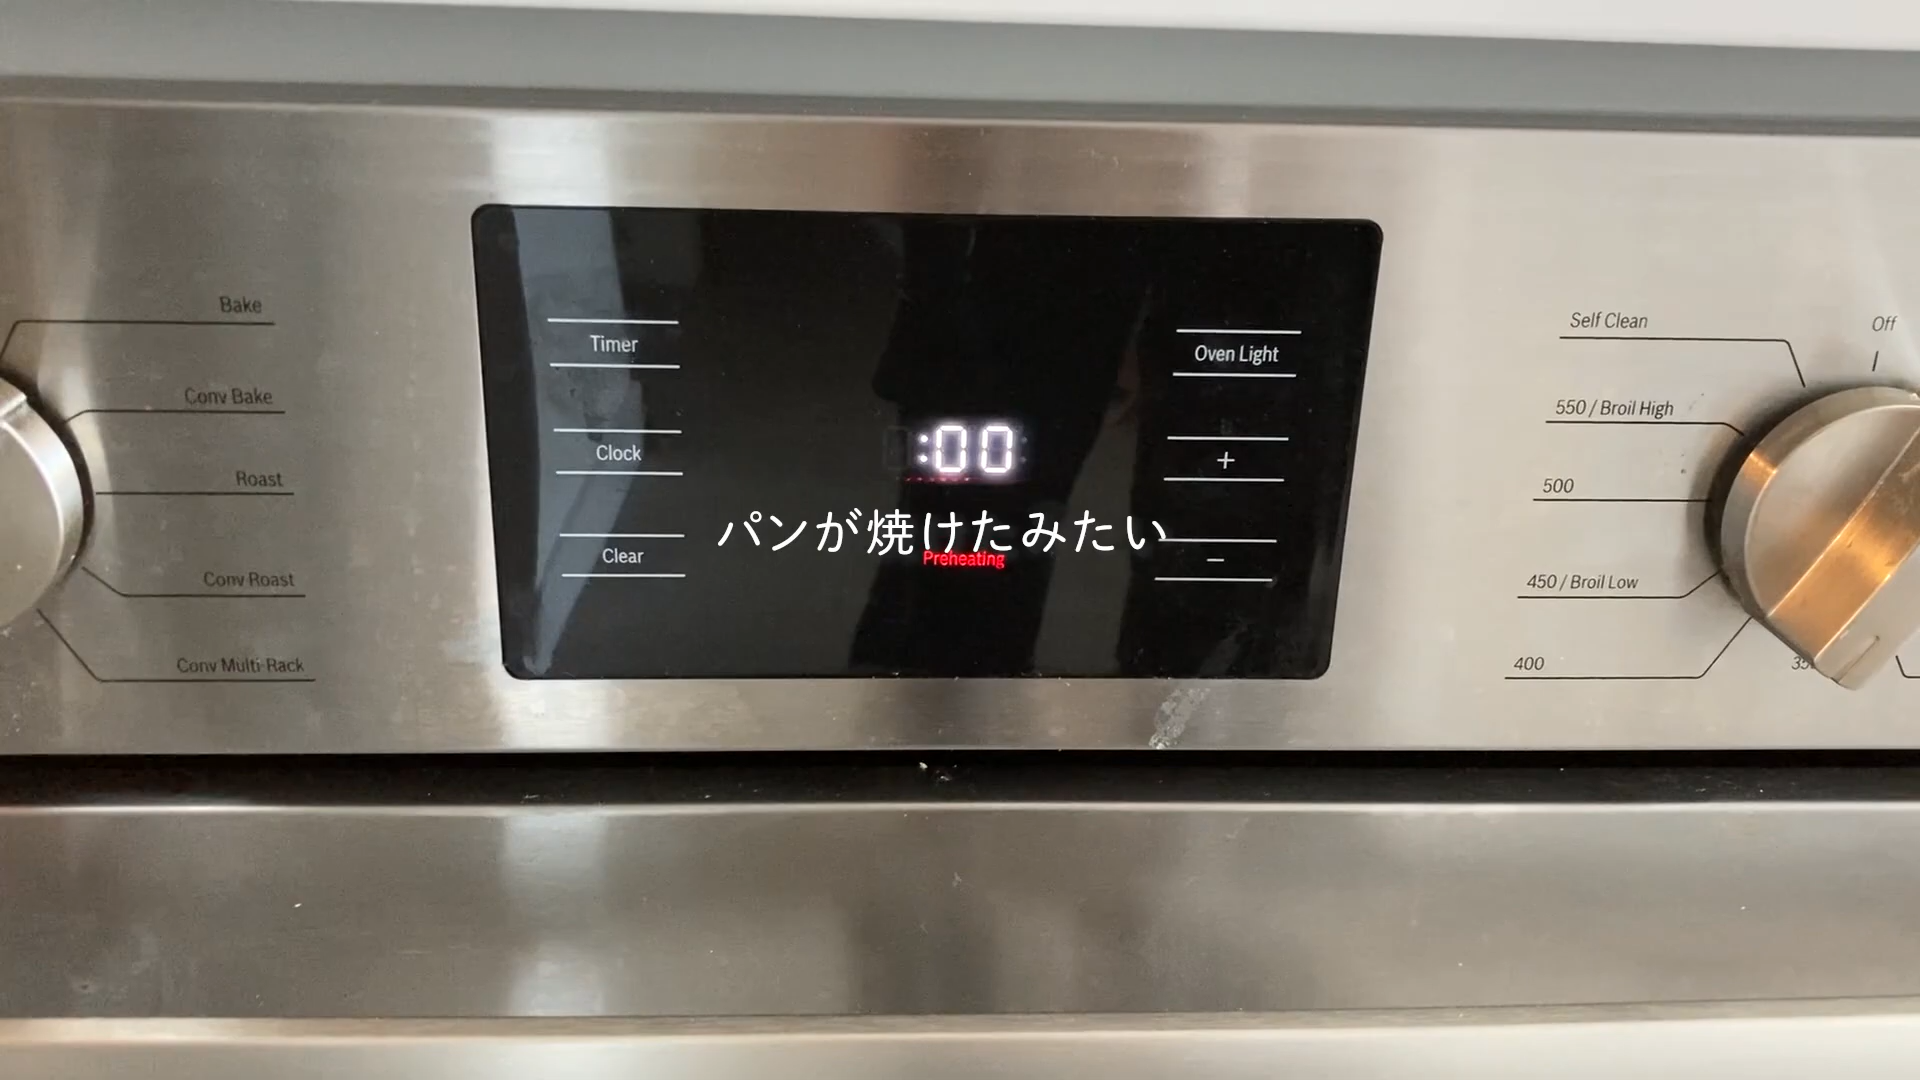 Bake
Conv Bake
Roast
Conv Roast
Conv Multi-Rack
Timer
Clock
Clear
:00
パンが焼けたみたい
Preheating
Oven Light
+
−
Self Clean
Off
550 / Broil High
500
450 / Broil Low
400